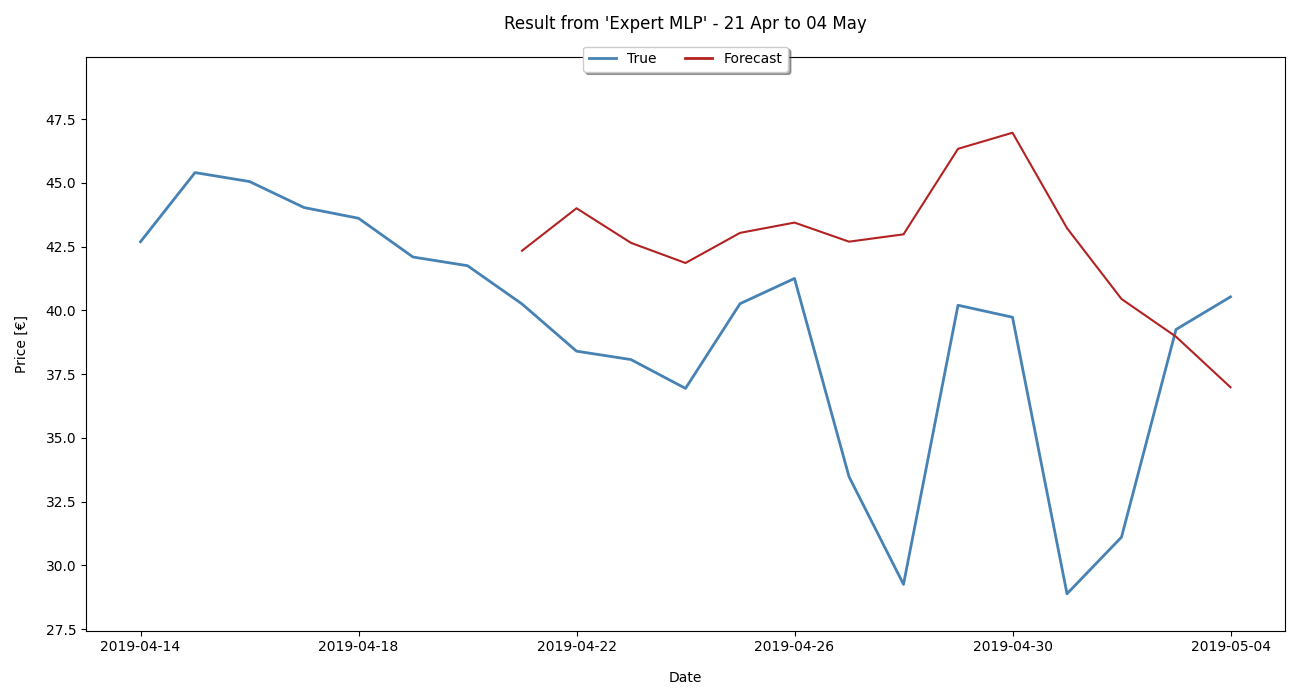 Result from 'Expert MLP' - 21 Apr to 04 May
True Forecast
47.5
45.0
42.5
40.0
37.5
35.0
32.5
30.0
27.5
Price [€]
2019-04-14 2019-04-18 2019-04-22 2019-04-26 2019-04-30 2019-05-04
Date